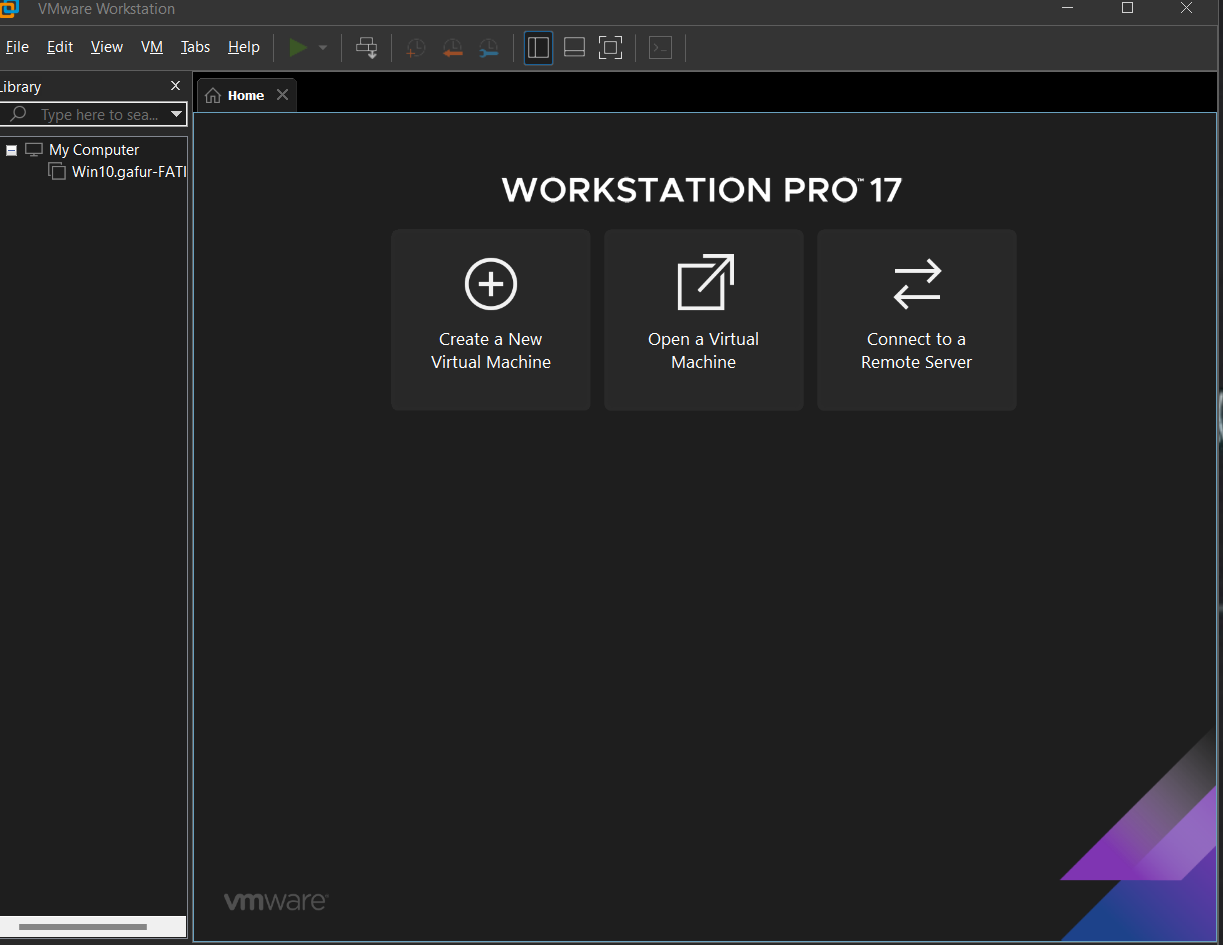 VMware Workstation
File Edit View VM Tabs Help
Library X
Type here to sea...
Home
My Computer
Win10.gafur-FATI
WORKSTATION PRO™ 17
Create a New
Virtual Machine
Open a Virtual
Machine
Connect to a
Remote Server
vmware®